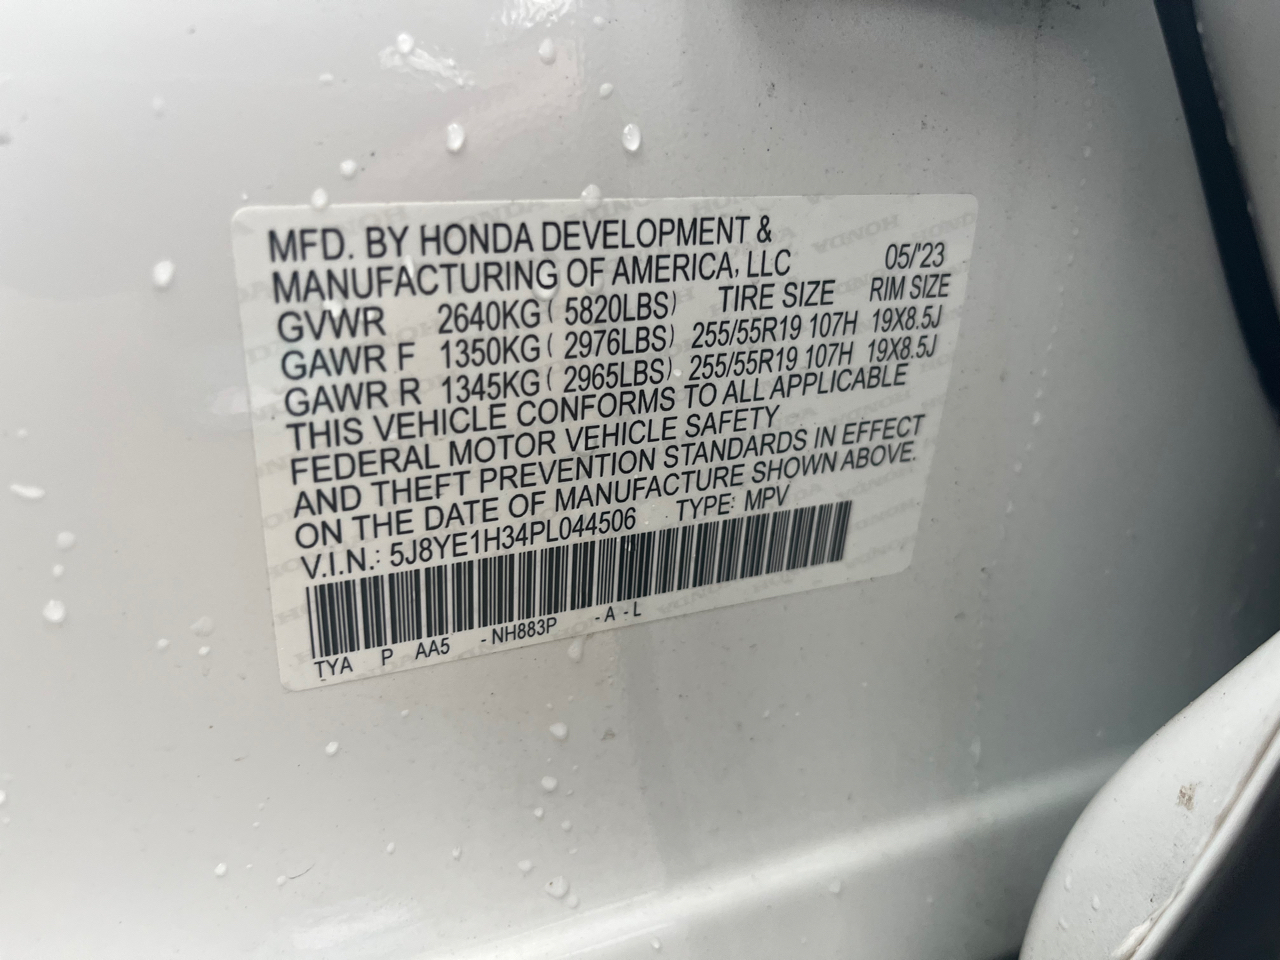 MFD. BY HONDA DEVELOPMENT &
MANUFACTURING OF AMERICA, LLC 05/'23
GVWR 2640KG ( 5820LBS) TIRE SIZE RIM SIZE
GAWR F 1350KG ( 2976LBS) 255/55R19 107H 19X8.5J
GAWR R 1345KG ( 2965LBS) 255/55R19 107H 19X8.5J
THIS VEHICLE CONFORMS TO ALL APPLICABLE
FEDERAL MOTOR VEHICLE SAFETY
AND THEFT PREVENTION STANDARDS IN EFFECT
ON THE DATE OF MANUFACTURE SHOWN ABOVE.
V.I.N.: 5J8YE1H34PL044506 TYPE: MPV
TYA P AA5 -NH883P -A-L